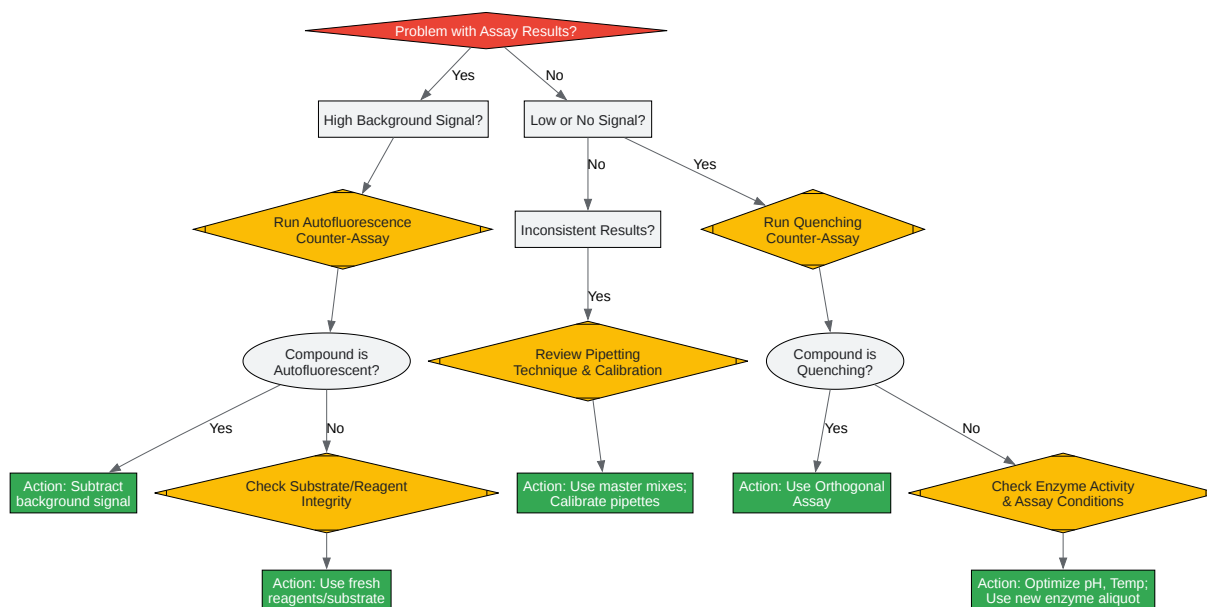 Problem with Assay Results?
Yes
No
High Background Signal?
Low or No Signal?
No
Yes
Run Autofluorescence
Counter-Assay
Inconsistent Results?
Run Quenching
Counter-Assay
Yes
Compound is
Autofluorescent?
Review Pipetting
Technique & Calibration
Compound is
Quenching?
Yes
No
Yes
No
Action: Subtract
background signal
Check Substrate/Reagent
Integrity
Action: Use master mixes;
Calibrate pipettes
Action: Use Orthogonal
Assay
Check Enzyme Activity
& Assay Conditions
Action: Use fresh
reagents/substrate
Action: Optimize pH, Temp;
Use new enzyme aliquot